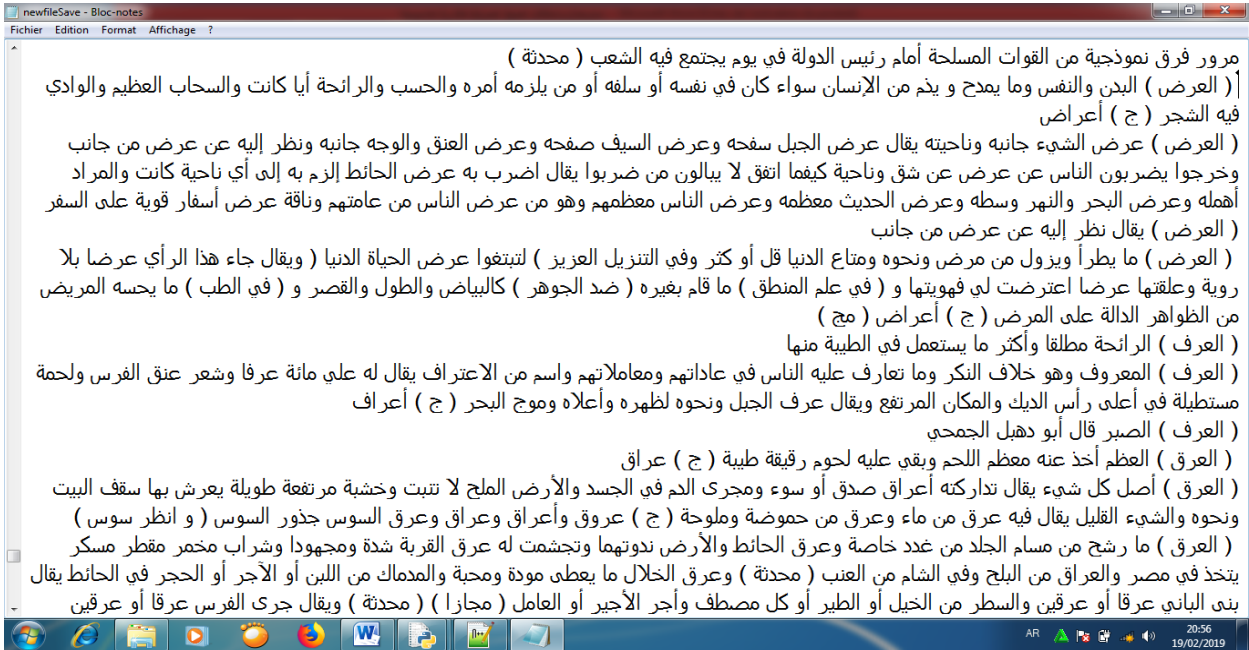 newfileSave - Bloc-notes
Fichier Edition Format Affichage ?
مرور فرق نموذجية من القوات المسلحة أمام رئيس الدولة في يوم يجتمع فيه الشعب ( محدثة )
( العرض ) البدن والنفس وما يمدح و يذم من الإنسان سواء كان في نفسه أو سلفه أو من يلزمه أمره والحسب والرائحة أيا كانت والسحاب العظيم والوادي
فيه الشجر ( ج ) أعراض
( العرض ) عرض الشيء جانبه وناحيته يقال عرض الجبل سفحه وعرض السيف صفحه وعرض العنق والوجه جانبه ونظر إليه عن عرض من جانب
وخرجوا يضربون الناس عن عرض عن شق وناحية كيفما اتفق لا يبالون من ضربوا يقال اضرب به عرض الحائط إلزم به إلى أي ناحية كانت والمراد
أهمله وعرض البحر والنهر وسطه وعرض الحديث معظمه وعرض الناس معظمهم وهو من عرض الناس من عامتهم وناقة عرض أسفار قوية على السفر
( العرض ) يقال نظر إليه عن عرض من جانب
( العرض ) ما يطرأ ويزول من مرض ونحوه ومتاع الدنيا قل أو كثر وفي التنزيل العزيز ) لتبتغوا عرض الحياة الدنيا ( ويقال جاء هذا الرأي عرضا بلا
روية وعلقتها عرضا اعترضت لي فهويتها و ( في علم المنطق ) ما قام بغيره ( ضد الجوهر ) كالبياض والطول والقصر و ( في الطب ) ما يحسه المريض
من الظواهر الدالة على المرض ( ج ) أعراض ( مج )
( العرف ) الرائحة مطلقا وأكثر ما يستعمل في الطيبة منها
( العرف ) المعروف وهو خلاف النكر وما تعارف عليه الناس في عاداتهم ومعاملاتهم واسم من الاعتراف يقال له علي مائة عرفا وشعر عنق الفرس ولحمة
مستطيلة في أعلى رأس الديك والمكان المرتفع ويقال عرف الجبل ونحوه لظهره وأعلاه وموج البحر ( ج ) أعراف
( العرف ) الصبر قال أبو دهبل الجمحي
( العرق ) العظم أخذ عنه معظم اللحم وبقي عليه لحوم رقيقة طيبة ( ج ) عراق
( العرق ) أصل كل شيء يقال تداركته أعراق صدق أو سوء ومجرى الدم في الجسد والأرض الملح لا تنبت وخشبة مرتفعة طويلة يعرش بها سقف البيت
ونحوه والشيء القليل يقال فيه عرق من ماء وعرق من حموضة وملوحة ( ج ) عروق وأعراق وعراق وعرق السوس جذور السوس ( و انظر سوس )
( العرق ) ما رشح من مسام الجلد من غدد خاصة وعرق الحائط والأرض ندوتهما وتجشمت له عرق القربة شدة ومجهودا وشراب مخمر مقطر مسكر
يتخذ في مصر والعراق من البلح وفي الشام من العنب ( محدثة ) وعرق الخلال ما يعطى مودة ومحبة والمدماك من اللبن أو الآجر أو الحجر في الحائط يقال
بنى الباني عرقا أو عرقين والسطر من الخيل أو الطير أو كل مصطف وأجر الأجير أو العامل ( مجازا ) ( محدثة ) ويقال جرى الفرس عرقا أو عرقين
AR
20:56
19/02/2019